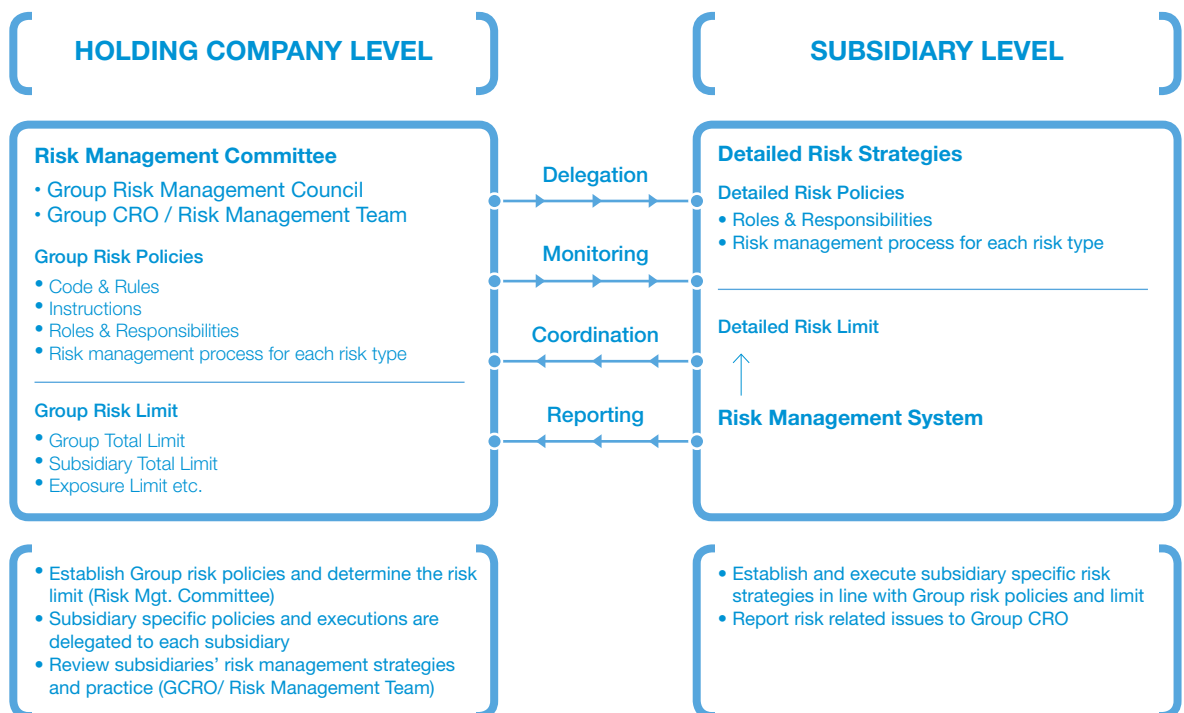 HOLDING COMPANY LEVEL
SUBSIDIARY LEVEL
Risk Management Committee
• Group Risk Management Council
• Group CRO / Risk Management Team
Group Risk Policies
• Code & Rules
• Instructions
• Roles & Responsibilities
• Risk management process for each risk type
Group Risk Limit
• Group Total Limit
• Subsidiary Total Limit
• Exposure Limit etc.
Delegation
Monitoring
Coordination
Reporting
Detailed Risk Strategies
Detailed Risk Policies
• Roles & Responsibilities
• Risk management process for each risk type
Detailed Risk Limit
Risk Management System
• Establish Group risk policies and determine the risk
limit (Risk Mgt. Committee)
• Subsidiary specific policies and executions are
delegated to each subsidiary
• Review subsidiaries’ risk management strategies
and practice (GCRO/ Risk Management Team)
• Establish and execute subsidiary specific risk
strategies in line with Group risk policies and limit
• Report risk related issues to Group CRO